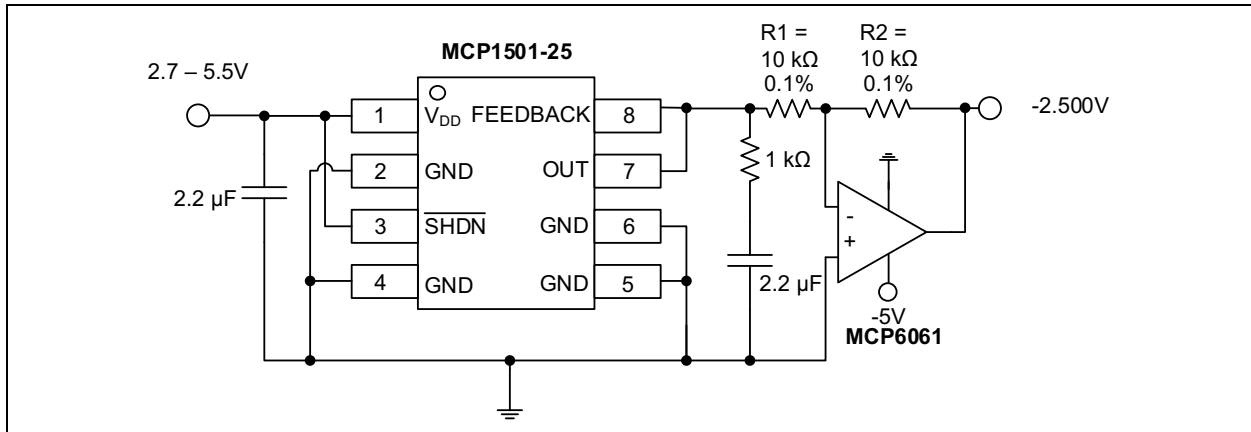 MCP1501-25
2.7 – 5.5V
R1 =
10 kΩ
0.1%
R2 =
10 kΩ
0.1%
1
VDD
FEEDBACK
8
-2.500V
2
GND
OUT
7
1 kΩ
2.2 µF
3
SHDN
GND
6
-
+
4
GND
GND
5
2.2 µF
-5V
MCP6061